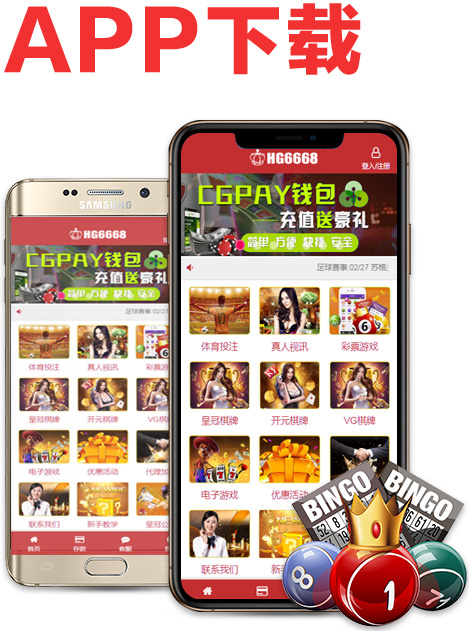 APP下载
SAMSUNG
HG6668
CGPAY钱包
充值送豪礼
简单 方便 快捷 安全
足球赛事:02/27
体育投注
真人视讯
彩票游戏
皇冠棋牌
开元棋牌
VG棋
电子游戏
优惠活动
代理加
联系我们
新手教学
皇冠公
首页
存款
客服
HG6668
登入/注册
CGPAY钱包
充值送豪礼
简单 方便 快捷 安全
足球赛事:02/27 苏格
体育投注
真人视讯
彩票游戏
皇冠棋牌
开元棋牌
VG棋牌
电子游戏
优惠活动
联系我们
新
BINGO
BINGO
8
1